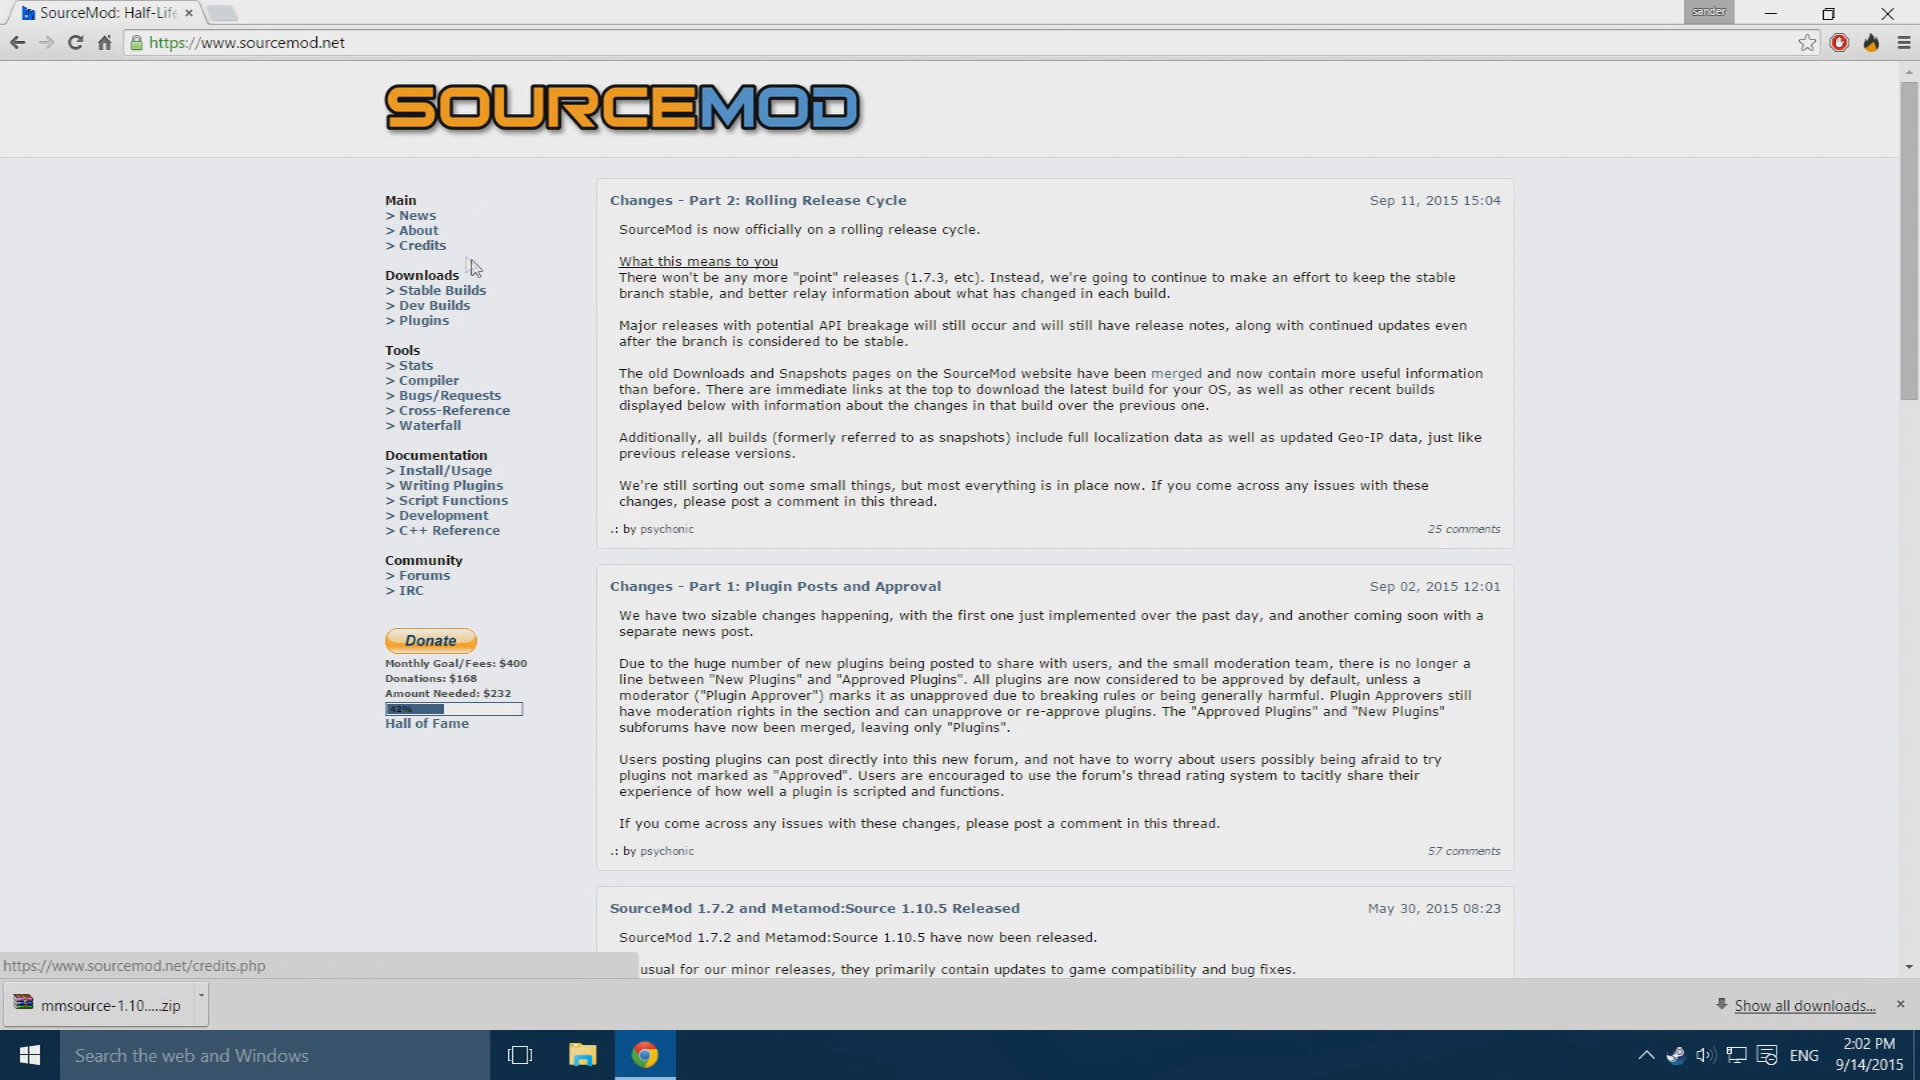 SourceMod: Half-Life
sander
https://www.sourcemod.net
SOURCEMOD
Main
> News
> About
> Credits
Downloads
> Stable Builds
> Dev Builds
> Plugins
Tools
> Stats
> Compiler
> Bugs/Requests
> Cross-Reference
> Waterfall
Documentation
> Install/Usage
> Writing Plugins
> Script Functions
> Development
> C++ Reference
Community
> Forums
> IRC
Donate
Monthly Goal/Fees: $400
Donations: $168
Amount Needed: $232
42%
Hall of Fame
Changes - Part 2: Rolling Release Cycle Sep 11, 2015 15:04
SourceMod is now officially on a rolling release cycle.
What this means to you
There won't be any more "point" releases (1.7.3, etc). Instead, we're going to continue to make an effort to keep the stable
branch stable, and better relay information about what has changed in each build.
Major releases with potential API breakage will still occur and will still have release notes, along with continued updates even
after the branch is considered to be stable.
The old Downloads and Snapshots pages on the SourceMod website have been merged and now contain more useful information
than before. There are immediate links at the top to download the latest build for your OS, as well as other recent builds
displayed below with information about the changes in that build over the previous one.
Additionally, all builds (formerly referred to as snapshots) include full localization data as well as updated Geo-IP data, just like
previous release versions.
We're still sorting out some small things, but most everything is in place now. If you come across any issues with these
changes, please post a comment in this thread.
.: by psychonic 25 comments
Changes - Part 1: Plugin Posts and Approval Sep 02, 2015 12:01
We have two sizable changes happening, with the first one just implemented over the past day, and another coming soon with a
separate news post.
Due to the huge number of new plugins being posted to share with users, and the small moderation team, there is no longer a
line between "New Plugins" and "Approved Plugins". All plugins are now considered to be approved by default, unless a
moderator ("Plugin Approver") marks it as unapproved due to breaking rules or being generally harmful. Plugin Approvers still
have moderation rights in the section and can unapprove or re-approve plugins. The "Approved Plugins" and "New Plugins"
subforums have now been merged, leaving only "Plugins".
Users posting plugins can post directly into this new forum, and not have to worry about users possibly being afraid to try
plugins not marked as "Approved". Users are encouraged to use the forum's thread rating system to tacitly share their
experience of how well a plugin is scripted and functions.
If you come across any issues with these changes, please post a comment in this thread.
.: by psychonic 57 comments
SourceMod 1.7.2 and Metamod:Source 1.10.5 Released May 30, 2015 08:23
SourceMod 1.7.2 and Metamod:Source 1.10.5 have now been released.
usual for our minor releases, they primarily contain updates to game compatibility and bug fixes.
https://www.sourcemod.net/credits.php
mmsource-1.10.....zip
Show all downloads...
Search the web and Windows
ENG
2:02 PM
9/14/2015